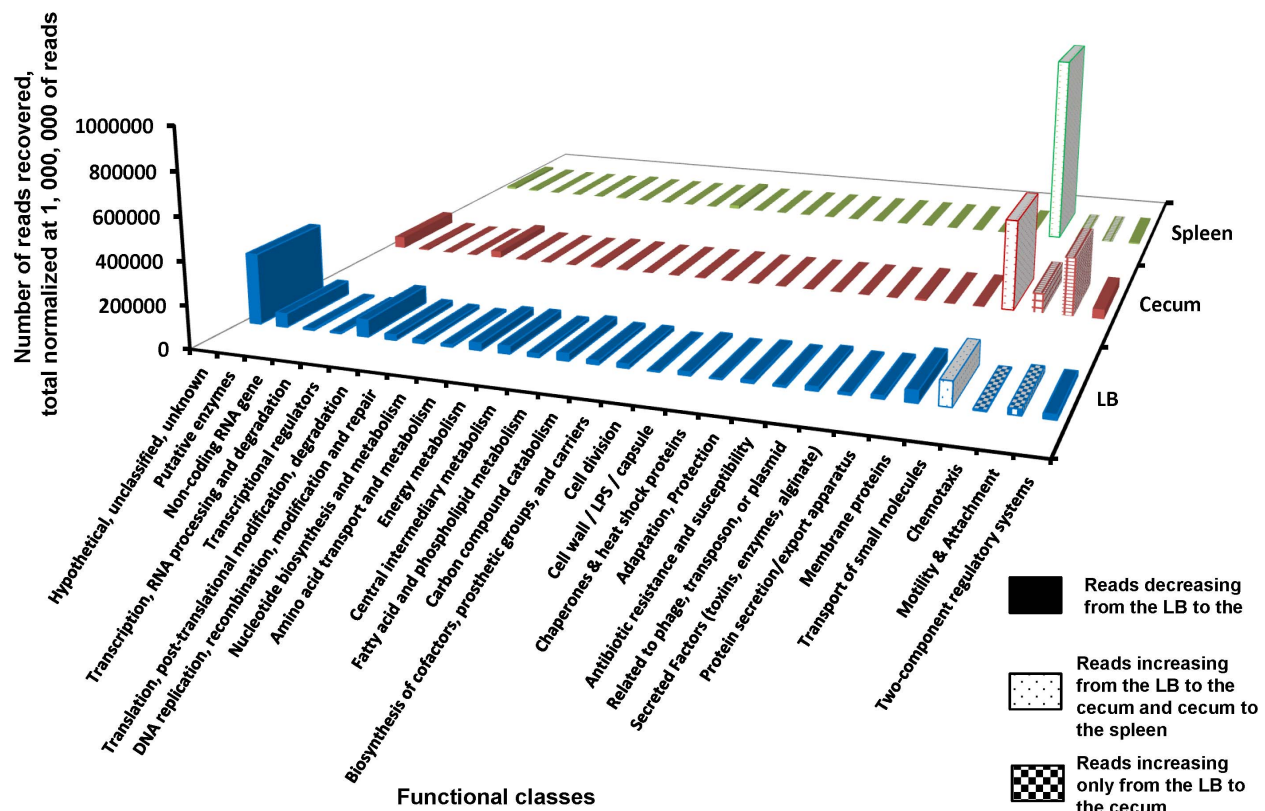 Number of reads recovered,
total normalized at 1, 000, 000 of reads
1000000
800000
600000
400000
200000
0
Spleen
Cecum
LB
Hypothetical, unclassified, unknown
Putative enzymes
Non-coding RNA gene
Transcription, RNA processing and degradation
Transcriptional regulators
Translation, post-translational modification, degradation
DNA replication, recombination, modification and repair
Nucleotide biosynthesis and metabolism
Amino acid transport and metabolism
Energy metabolism
Central intermediary metabolism
Fatty acid and phospholipid metabolism
Carbon compound catabolism
Biosynthesis of cofactors, prosthetic groups, and carriers
Cell division
Cell wall / LPS / capsule
Chaperones & heat shock proteins
Adaptation, Protection
Antibiotic resistance and susceptibility
Related to phage, transposon, or plasmid
Secreted Factors (toxins, enzymes, alginate)
Protein secretion/export apparatus
Membrane proteins
Transport of small molecules
Chemotaxis
Motility & Attachment
Two-component regulatory systems
Functional classes
Reads decreasing
from the LB to the
Reads increasing
from the LB to the
cecum and cecum to
the spleen
Reads increasing
only from the LB to
the cecum